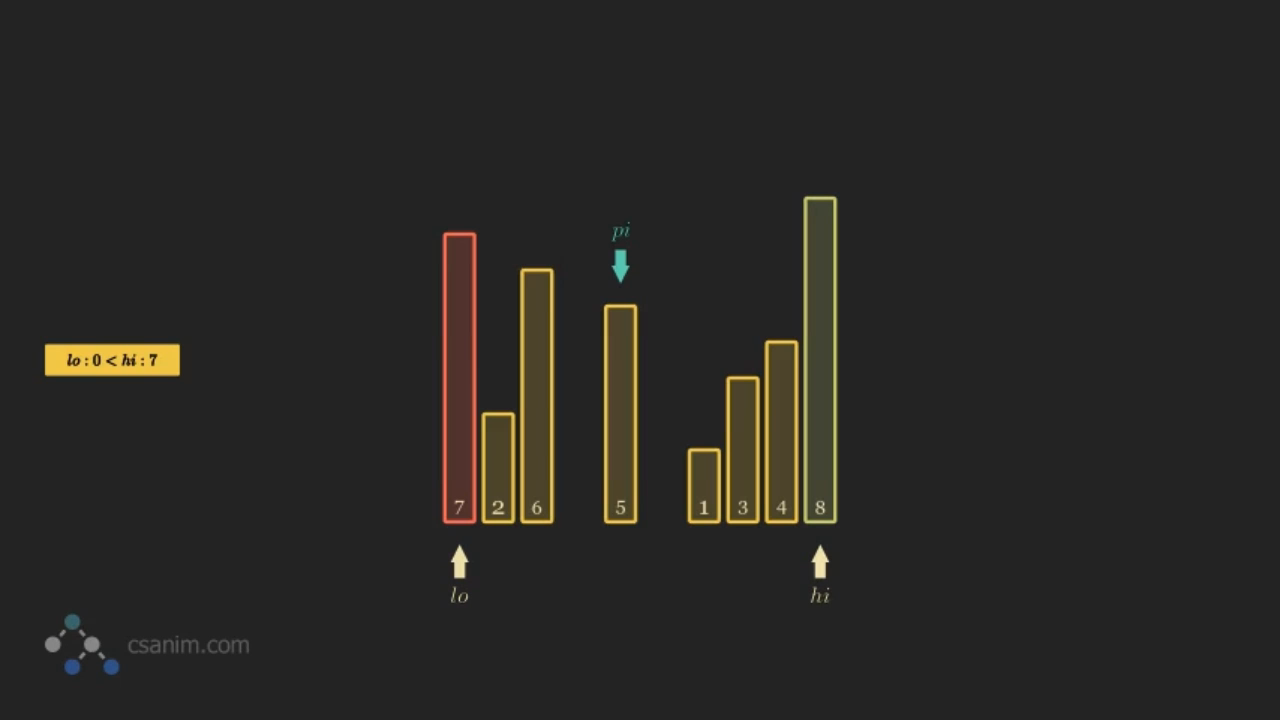 pi
lo : 0 < hi : 7
7 2 6 5 1 3 4 8
lo hi
csanim.com